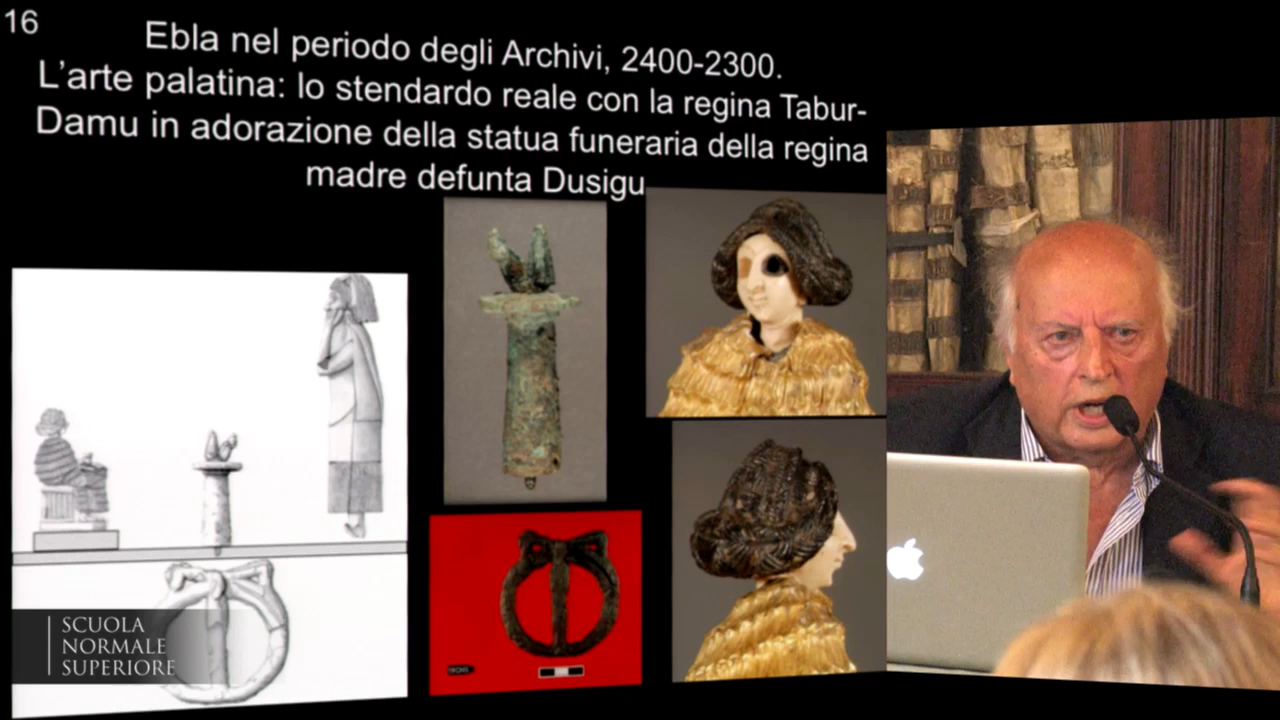 16
Ebla nel periodo degli Archivi, 2400-2300.
L'arte palatina: lo stendardo reale con la regina Tabur-
Damu in adorazione della statua funeraria della regina
madre defunta Dusigu
SCUOLA
NORMALE
SUPERIORE